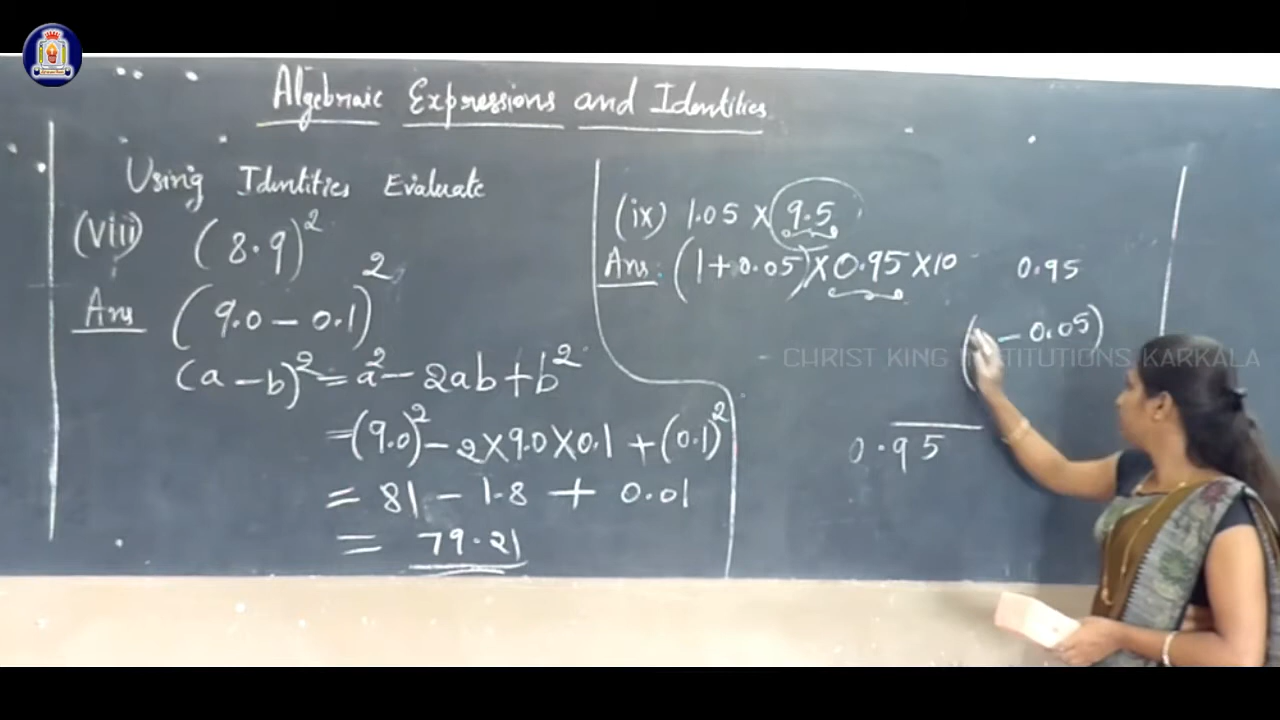 Algebraic Expressions and Identities
Using Identities Evaluate
(viii) (8.9)²
Ans (9.0 - 0.1)²
(a - b)² = a² - 2ab + b²
= (9.0)² - 2 × 9.0 × 0.1 + (0.1)²
= 81 - 1.8 + 0.01
= 79.21
(ix) 1.05 × 9.5
Ans: (1 + 0.05) × 0.95 × 10
0.95
( - 0.05)
0.95
CHRIST KING INSTITUTIONS KARKALA